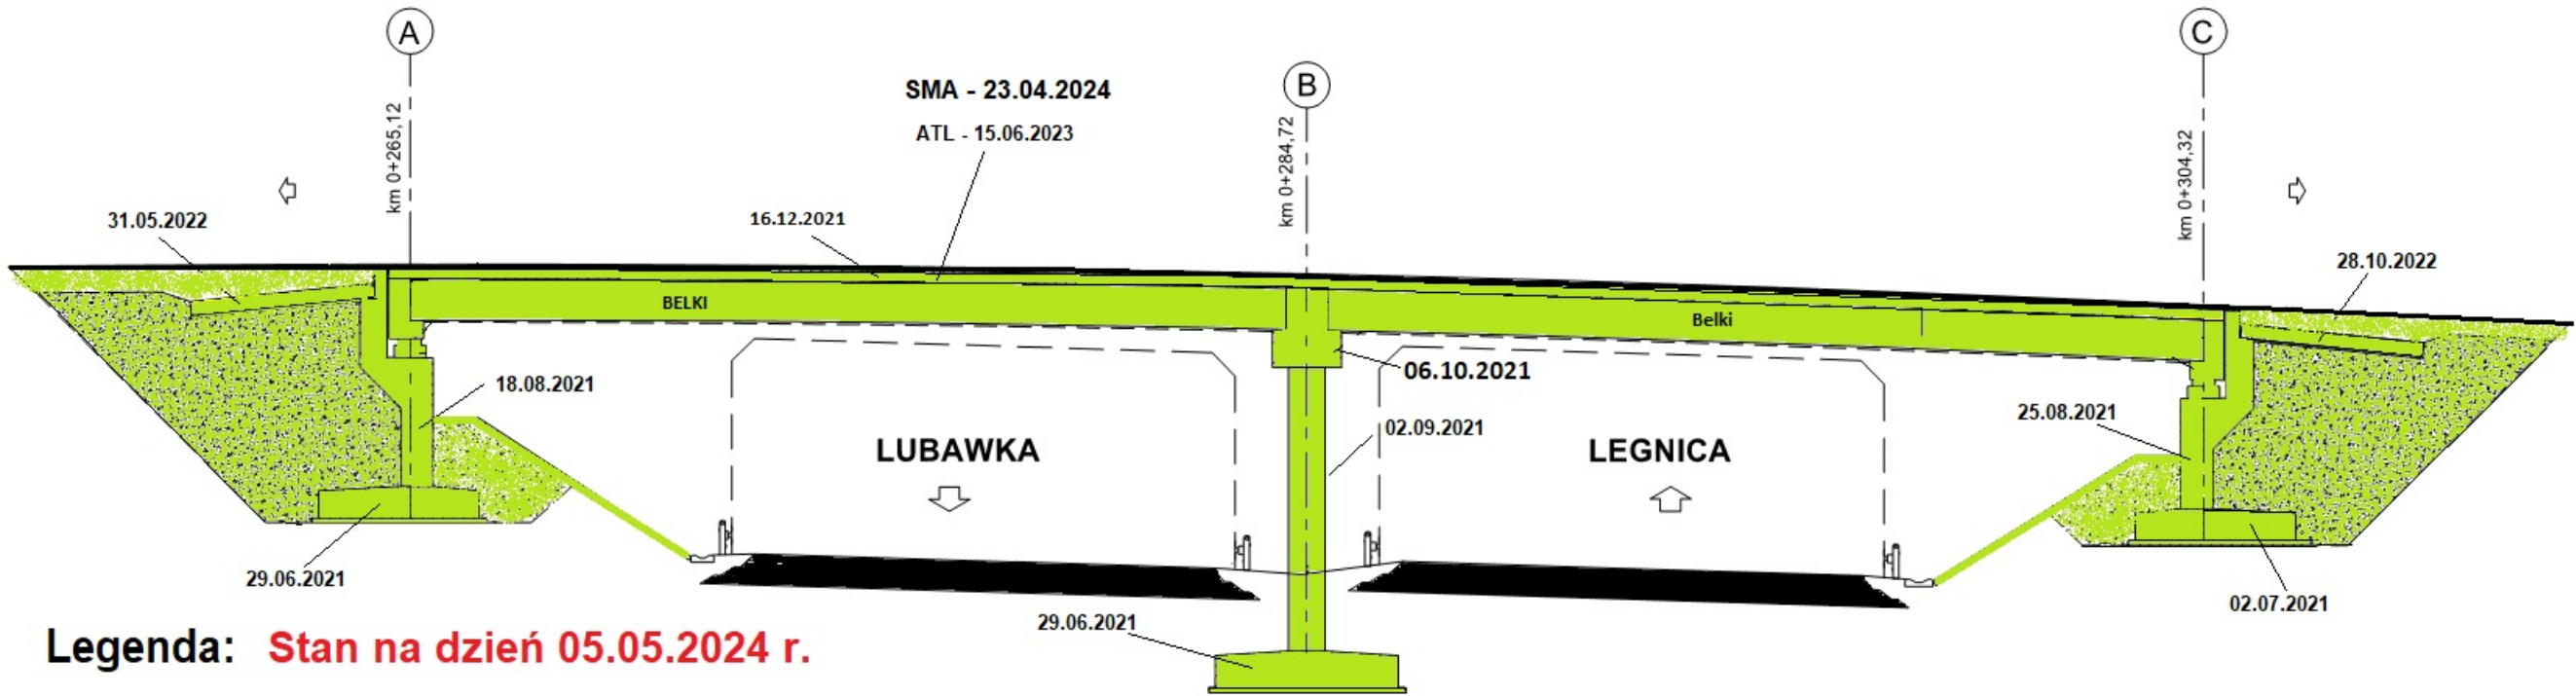 A
B
C
SMA - 23.04.2024
ATL - 15.06.2023
km 0+265,12
km 0+284,72
km 0+304,32
31.05.2022
16.12.2021
28.10.2022
BELKI
Belki
06.10.2021
18.08.2021
02.09.2021
25.08.2021
LUBAWKA
LEGNICA
29.06.2021
29.06.2021
02.07.2021
Legenda: Stan na dzień 05.05.2024 r.